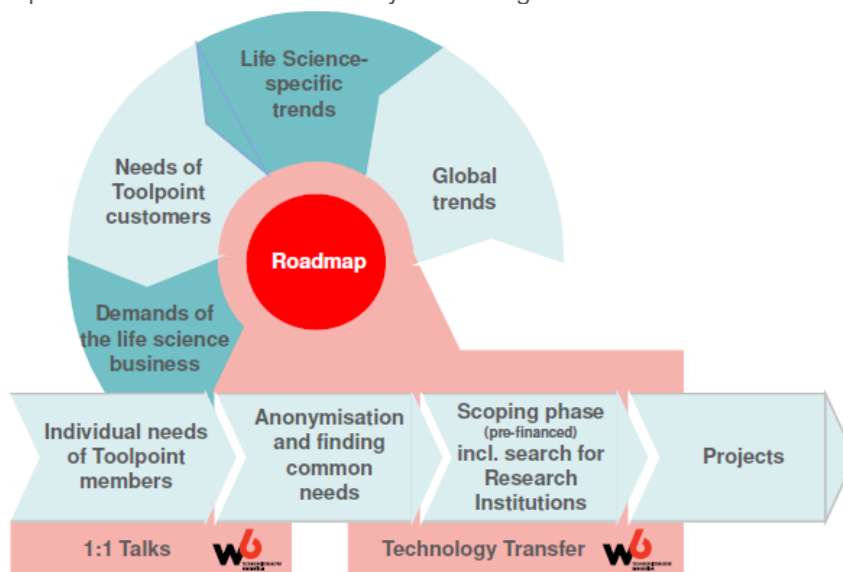 Life Science-
specific
trends
Needs of
Toolpoint
customers
Global
trends
Roadmap
Demands of
the life science
business
Individual needs
of Toolpoint
members
Anonymisation
and finding
common
needs
Scoping phase
(pre-financed)
incl. search for
Research
Institutions
Projects
1:1 Talks
w6
Technology Transfer
w6